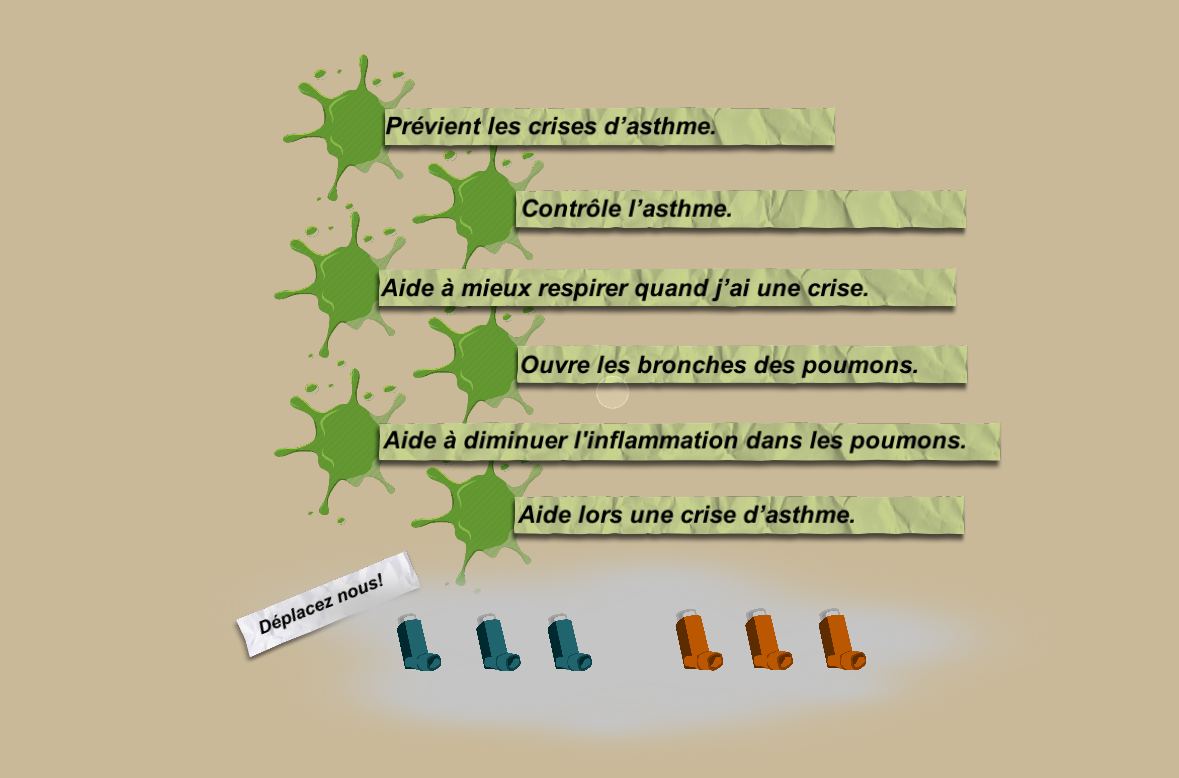 Prévient les crises d’asthme.
Contrôle l’asthme.
Aide à mieux respirer quand j’ai une crise.
Ouvre les bronches des poumons.
Aide à diminuer l'inflammation dans les poumons.
Aide lors une crise d’asthme.
Déplacez nous!